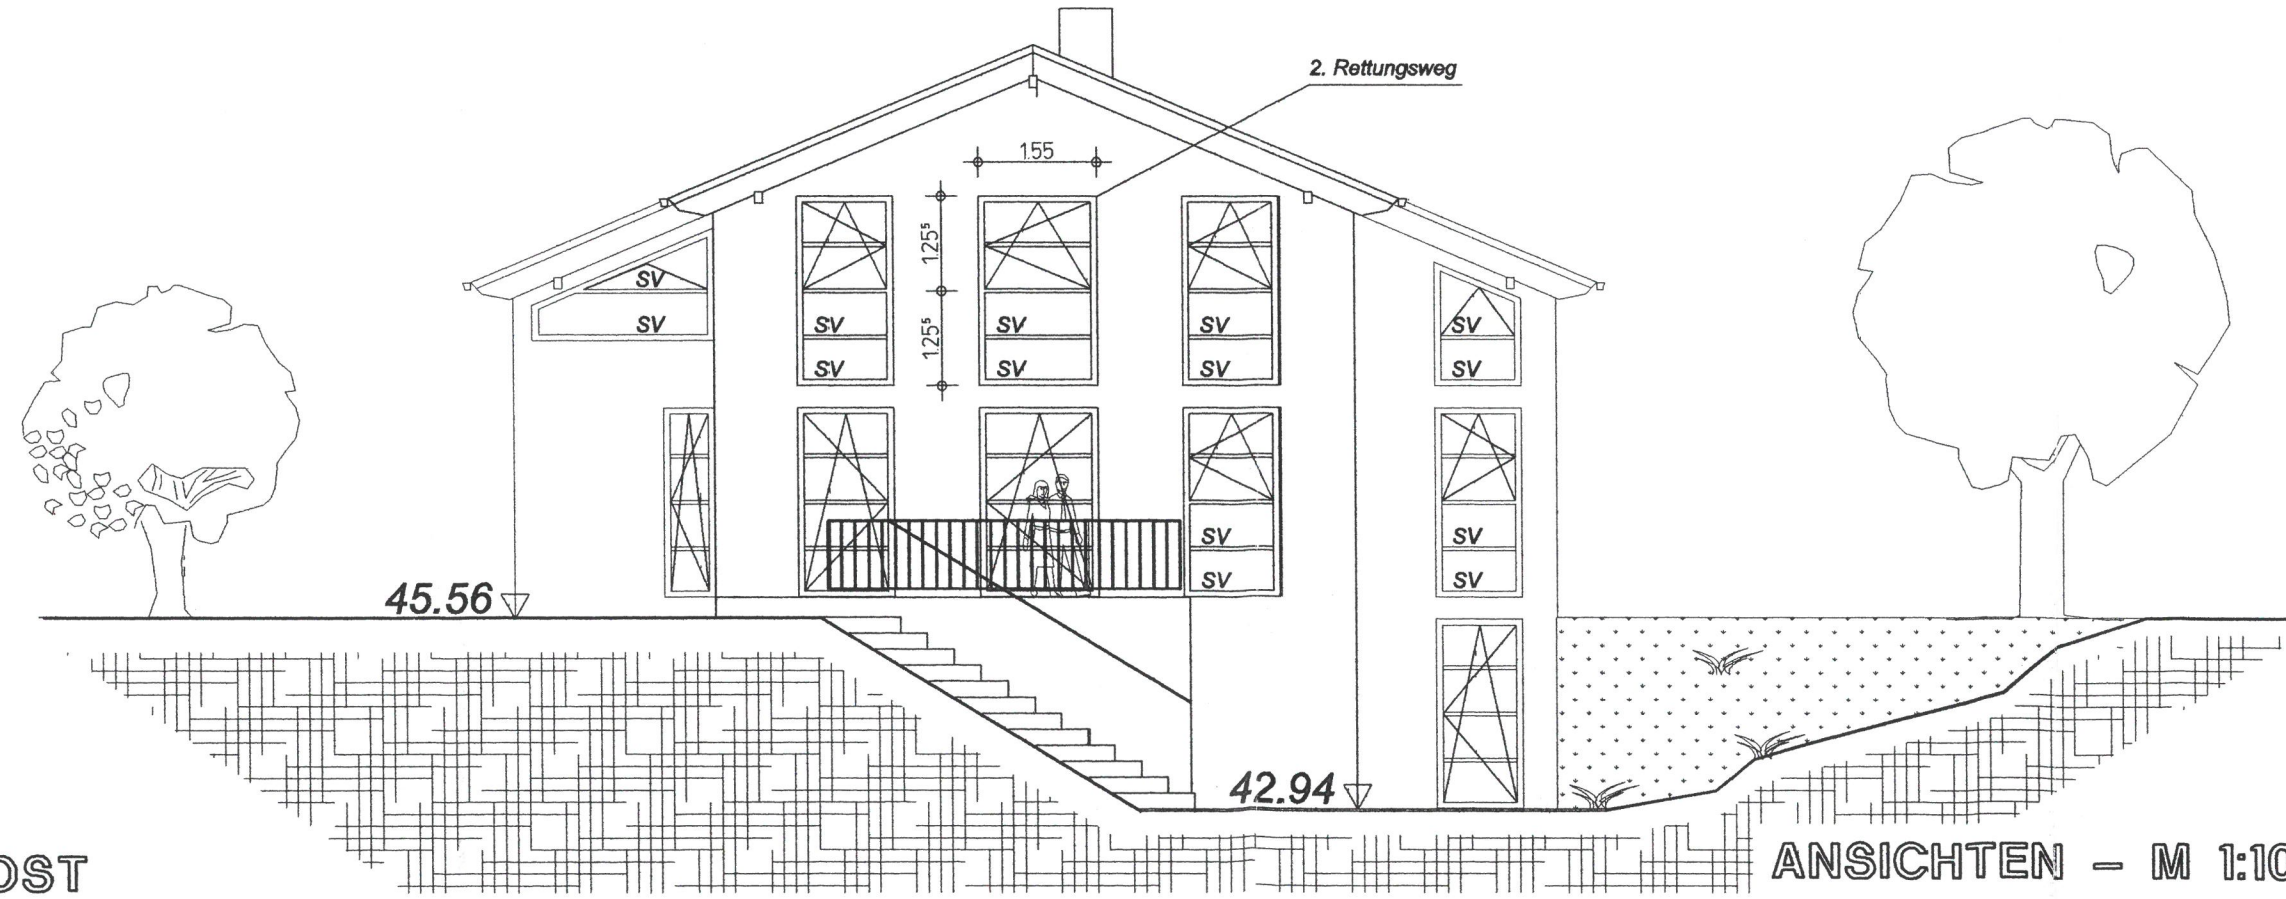 2. Rettungsweg
1.55
1.25⁵
1.25⁵
SV
SV SV SV SV SV
SV SV SV SV
SV SV
SV SV
45.56
42.94
OST
ANSICHTEN – M 1:10